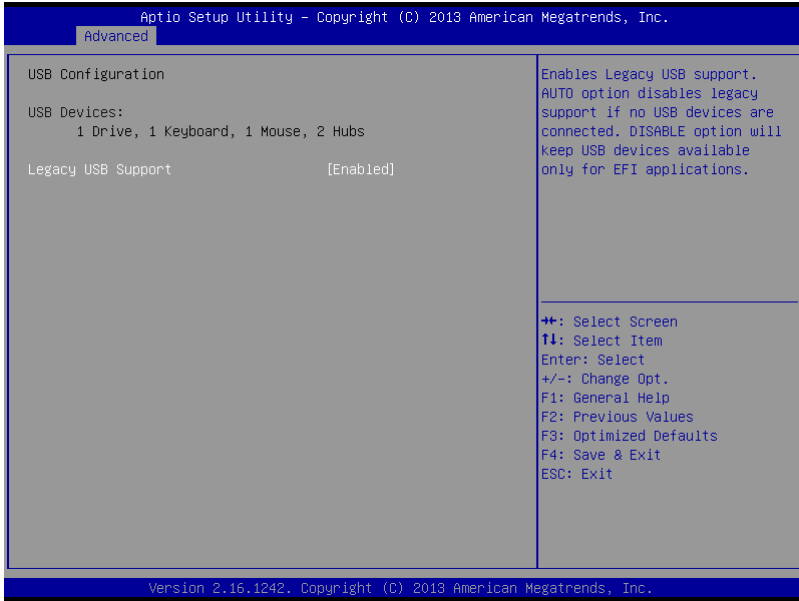 Aptio Setup Utility – Copyright (C) 2013 American Megatrends, Inc.
Advanced
USB Configuration
USB Devices:
1 Drive, 1 Keyboard, 1 Mouse, 2 Hubs
Legacy USB Support [Enabled]
Enables Legacy USB support.
AUTO option disables legacy
support if no USB devices are
connected. DISABLE option will
keep USB devices available
only for EFI applications.
→←: Select Screen
↑↓: Select Item
Enter: Select
+/-: Change Opt.
F1: General Help
F2: Previous Values
F3: Optimized Defaults
F4: Save & Exit
ESC: Exit
Version 2.16.1242. Copyright (C) 2013 American Megatrends, Inc.